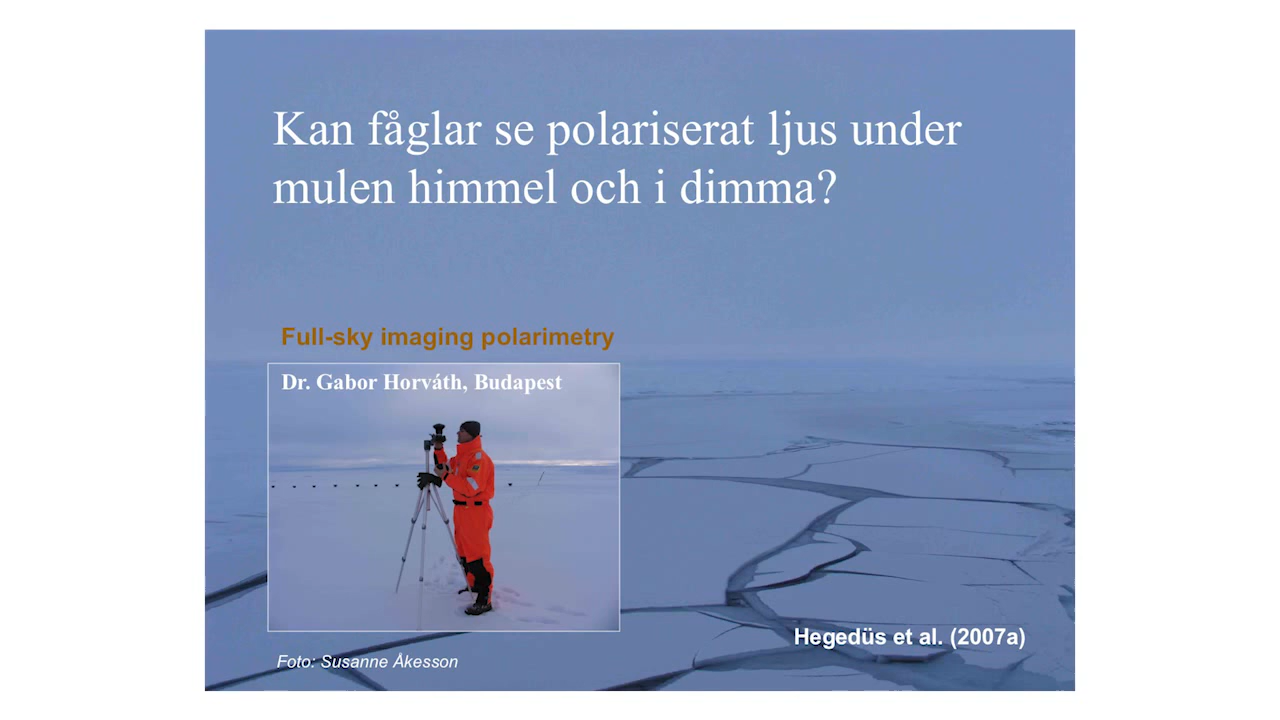 Kan fåglar se polariserat ljus under
mulen himmel och i dimma?
Full-sky imaging polarimetry
Dr. Gabor Horváth, Budapest
Hegedüs et al. (2007a)
Foto: Susanne Åkesson